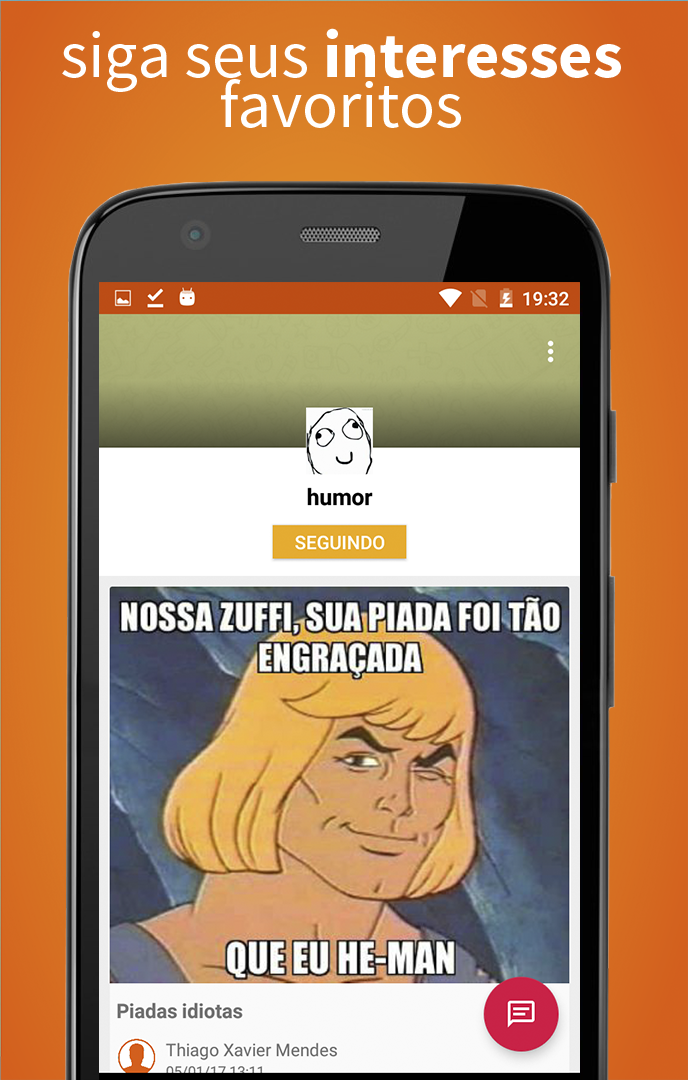 siga seus interesses
favoritos
19:32
humor
SEGUINDO
NOSSA ZUFFI, SUA PIADA FOI TÃO
ENGRAÇADA
QUE EU HE-MAN
Piadas idiotas
Thiago Xavier Mendes
05/01/17 13:11